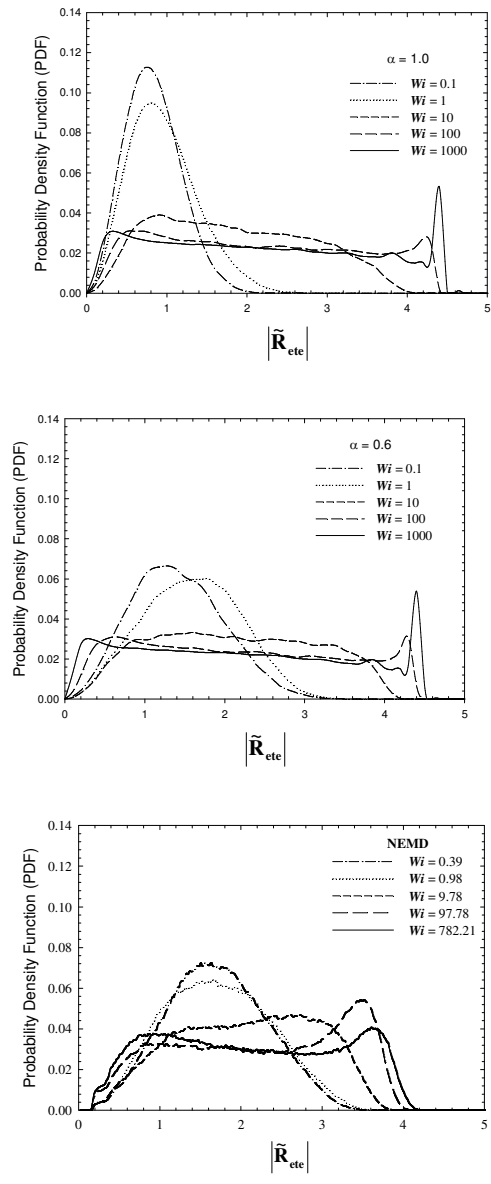 0.14
0.12
0.10
0.08
0.06
0.04
0.02
0.00
Probability Density Function (PDF)
α = 1.0
Wi = 0.1
Wi = 1
Wi = 10
Wi = 100
Wi = 1000
0 1 2 3 4 5
|R̃ete|
0.14
0.12
0.10
0.08
0.06
0.04
0.02
0.00
Probability Density Function (PDF)
α = 0.6
Wi = 0.1
Wi = 1
Wi = 10
Wi = 100
Wi = 1000
0 1 2 3 4 5
|R̃ete|
0.14
0.12
0.10
0.08
0.06
0.04
0.02
0.00
Probability Density Function (PDF)
NEMD
Wi = 0.39
Wi = 0.98
Wi = 9.78
Wi = 97.78
Wi = 782.21
0 1 2 3 4 5
|R̃ete|